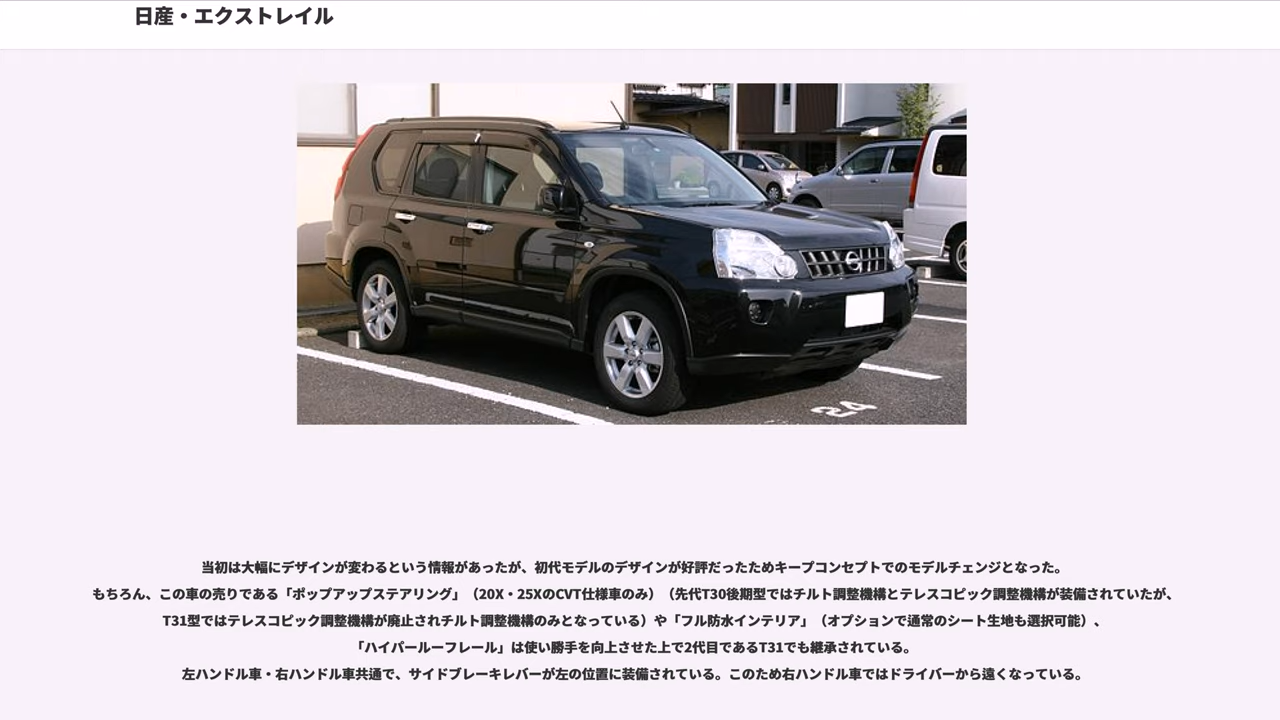 日産・エクストレイル
24
当初は大幅にデザインが変わるという情報があったが、初代モデルのデザインが好評だったためキープコンセプトでのモデルチェンジとなった。
もちろん、この車の売りである「ポップアップステアリング」（20X・25XのCVT仕様車のみ）（先代T30後期型ではチルト調整機構とテレスコピック調整機構が装備されていたが、
T31型ではテレスコピック調整機構が廃止されチルト調整機構のみとなっている）や「フル防水インテリア」（オプションで通常のシート生地も選択可能）、
「ハイパールーフレール」は使い勝手を向上させた上で2代目であるT31でも継承されている。
左ハンドル車・右ハンドル車共通で、サイドブレーキレバーが左の位置に装備されている。このため右ハンドル車ではドライバーから遠くなっている。